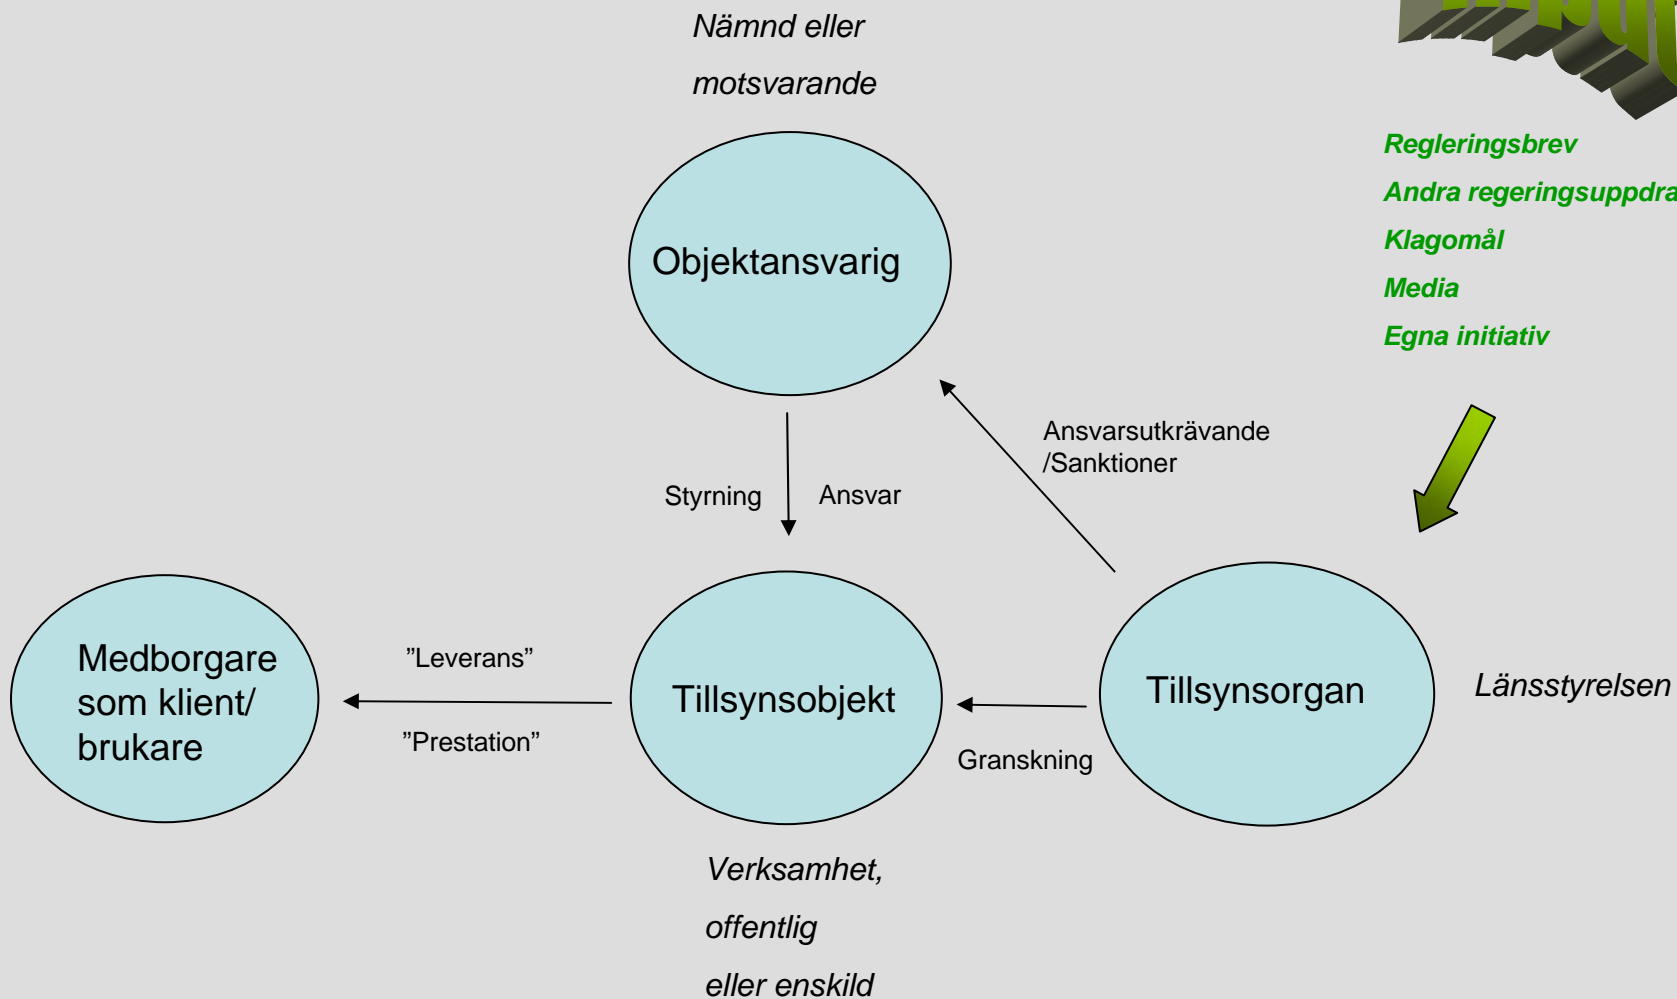 Nämnd eller
motsvarande
Regleringsbrev
Andra regeringsuppdra
Klagomål
Media
Egna initiativ
Objektansvarig
Ansvarsutkrävande
/Sanktioner
Styrning
Ansvar
Medborgare
som klient/
brukare
"Leverans"
"Prestation"
Tillsynsobjekt
Granskning
Tillsynsorgan
Länsstyrelsen
Verksamhet,
offentlig
eller enskild